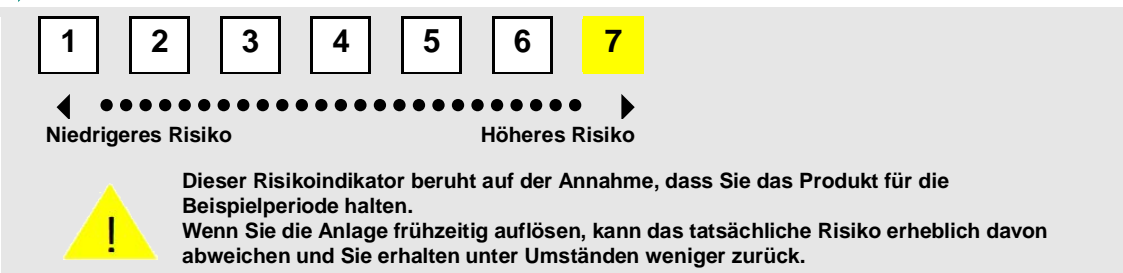 1 2 3 4 5 6 7
Niedrigeres Risiko Höheres Risiko
Dieser Risikoindikator beruht auf der Annahme, dass Sie das Produkt für die
Beispielperiode halten.
! Wenn Sie die Anlage frühzeitig auflösen, kann das tatsächliche Risiko erheblich davon
abweichen und Sie erhalten unter Umständen weniger zurück.